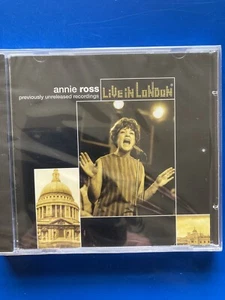 annie ross
previously unreleased recordings
LiVE iN LONDON